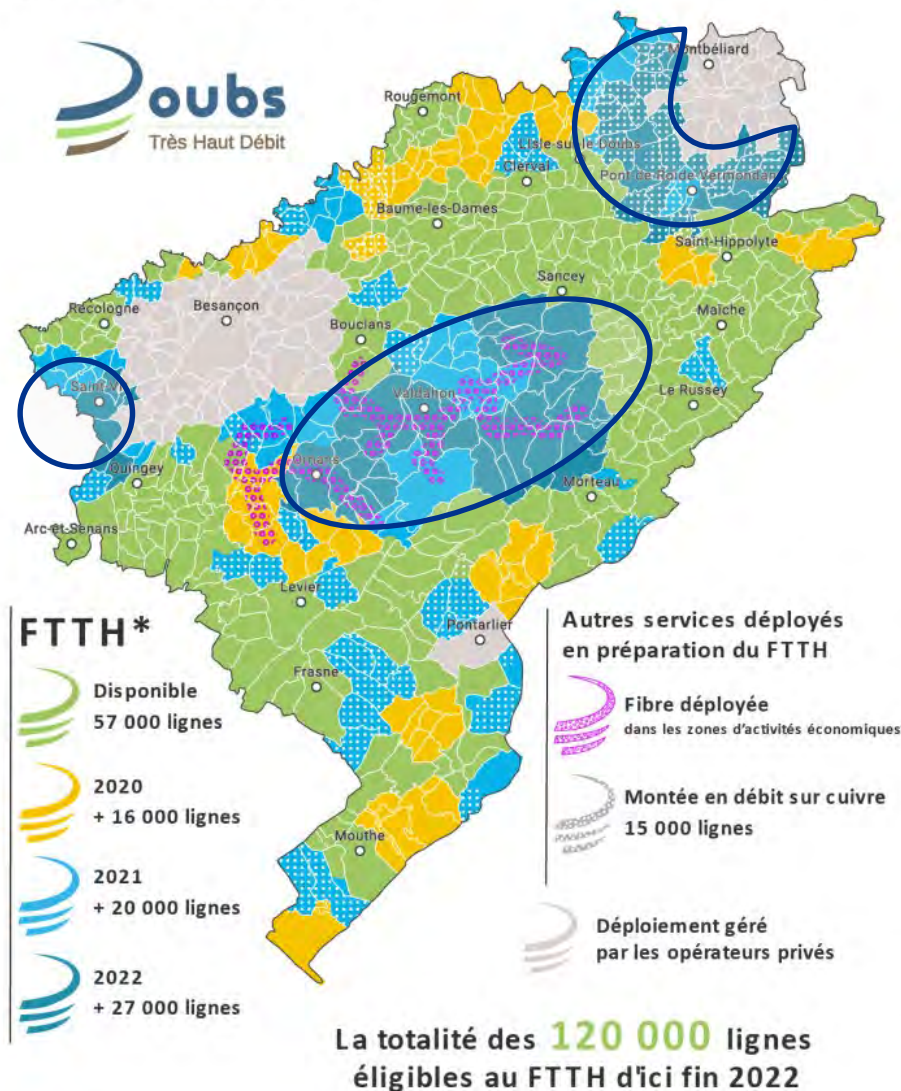 Doubs
Très Haut Débit
Montbéliard
Rougemont
L'Isle sur le Doubs
Clerval
Pont-de-Roide-Vermondans
Baume-les-Dames
Saint-Hippolyte
Sancey
Récologne
Besançon
Bouclans
Maîche
Valdahon
Le Russey
Ornans
Quingey
Morteau
Arc-et-Senans
Levier
Pontarlier
Frasne
Mouthe
FTTH*
Disponible
57 000 lignes
2020
+ 16 000 lignes
2021
+ 20 000 lignes
2022
+ 27 000 lignes
Autres services déployés
en préparation du FTTH
Fibre déployée
dans les zones d'activités économiques
Montée en débit sur cuivre
15 000 lignes
Déploiement géré
par les opérateurs privés
La totalité des 120 000 lignes
éligibles au FTTH d'ici fin 2022